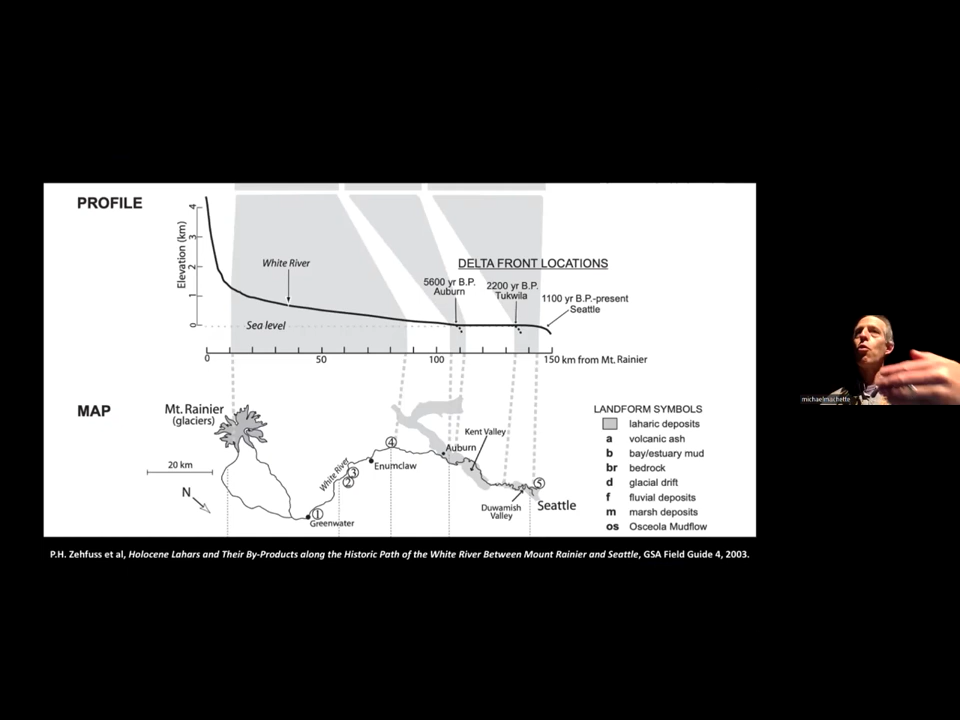 PROFILE
Elevation (km)
4
3
2
1
0
White River
Sea level
DELTA FRONT LOCATIONS
5600 yr B.P.
Auburn
2200 yr B.P.
Tukwila
1100 yr B.P.-present
Seattle
0
50
100
150 km from Mt. Rainier
MAP
Mt. Rainier
(glaciers)
20 km
N
White River
1
Greenwater
2
3
Enumclaw
4
Auburn
Kent Valley
Duwamish
Valley
5
Seattle
LANDFORM SYMBOLS
laharic deposits
a volcanic ash
b bay/estuary mud
br bedrock
d glacial drift
f fluvial deposits
m marsh deposits
os Osceola Mudflow
P.H. Zehfuss et al, Holocene Lahars and Their By-Products along the Historic Path of the White River Between Mount Rainier and Seattle, GSA Field Guide 4, 2003.
michaelmachette